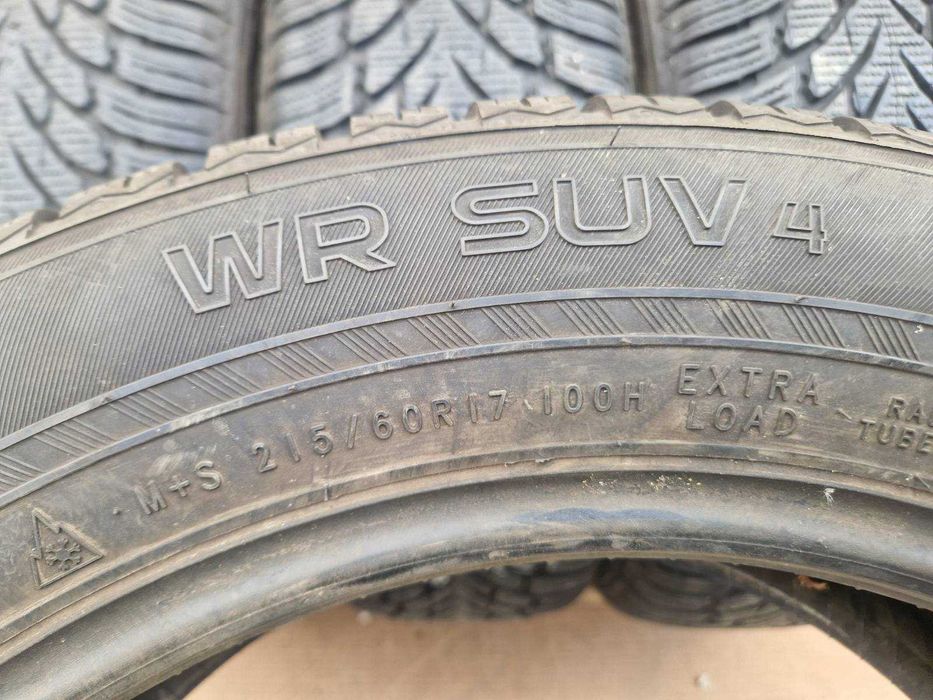 WR SUV 4
M+S 215/60R17 100H EXTRA LOAD